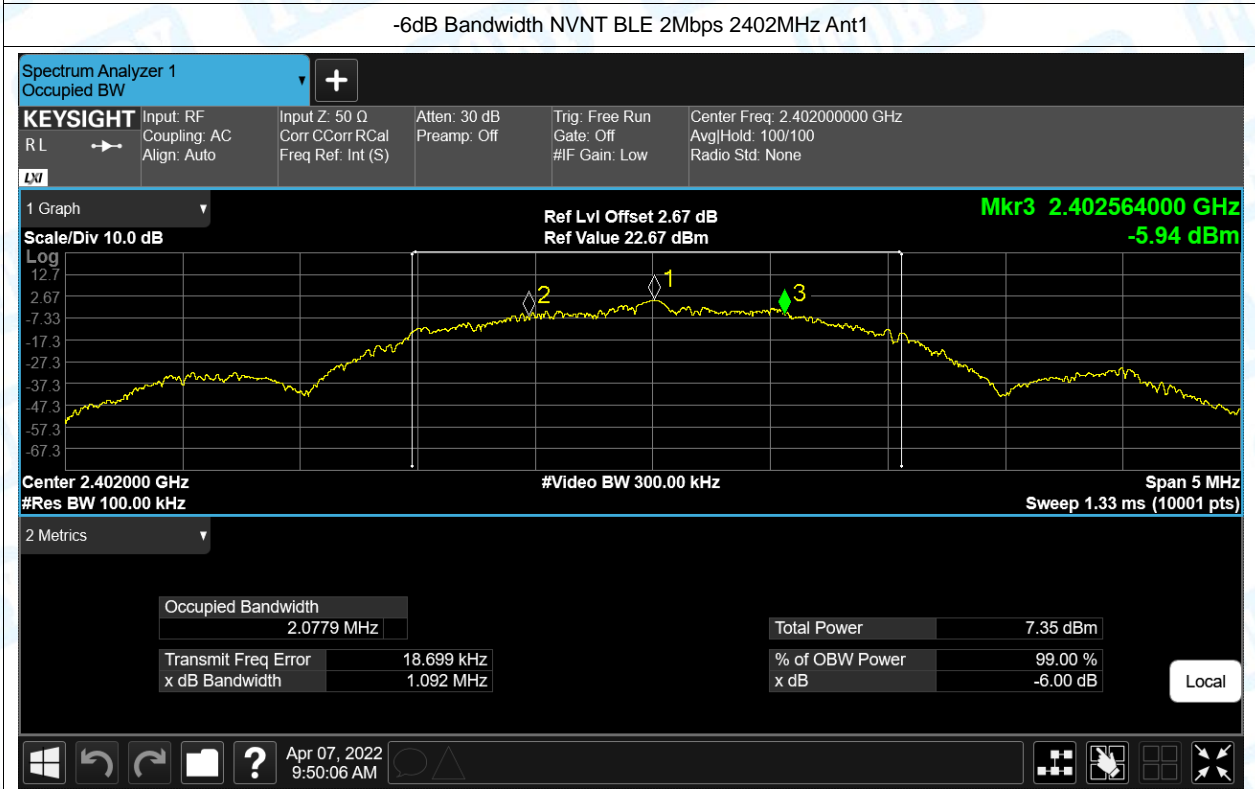 -6dB Bandwidth NVNT BLE 2Mbps 2402MHz Ant1
Spectrum Analyzer 1
Occupied BW
KEYSIGHT
RL
LXI
Input: RF
Coupling: AC
Align: Auto
Input Z: 50 Ω
Corr CCorr RCal
Freq Ref: Int (S)
Atten: 30 dB
Preamp: Off
Trig: Free Run
Gate: Off
#IF Gain: Low
Center Freq: 2.402000000 GHz
Avg|Hold: 100/100
Radio Std: None
1 Graph
Scale/Div 10.0 dB
Ref Lvl Offset 2.67 dB
Ref Value 22.67 dBm
Mkr3 2.402564000 GHz
-5.94 dBm
Log
12.7
2.67
-7.33
-17.3
-27.3
-37.3
-47.3
-57.3
-67.3
2
1
3
Center 2.402000 GHz
#Res BW 100.00 kHz
#Video BW 300.00 kHz
Span 5 MHz
Sweep 1.33 ms (10001 pts)
2 Metrics
Occupied Bandwidth
2.0779 MHz
Transmit Freq Error 18.699 kHz
x dB Bandwidth 1.092 MHz
Total Power 7.35 dBm
% of OBW Power 99.00 %
x dB -6.00 dB
Local
?
Apr 07, 2022
9:50:06 AM